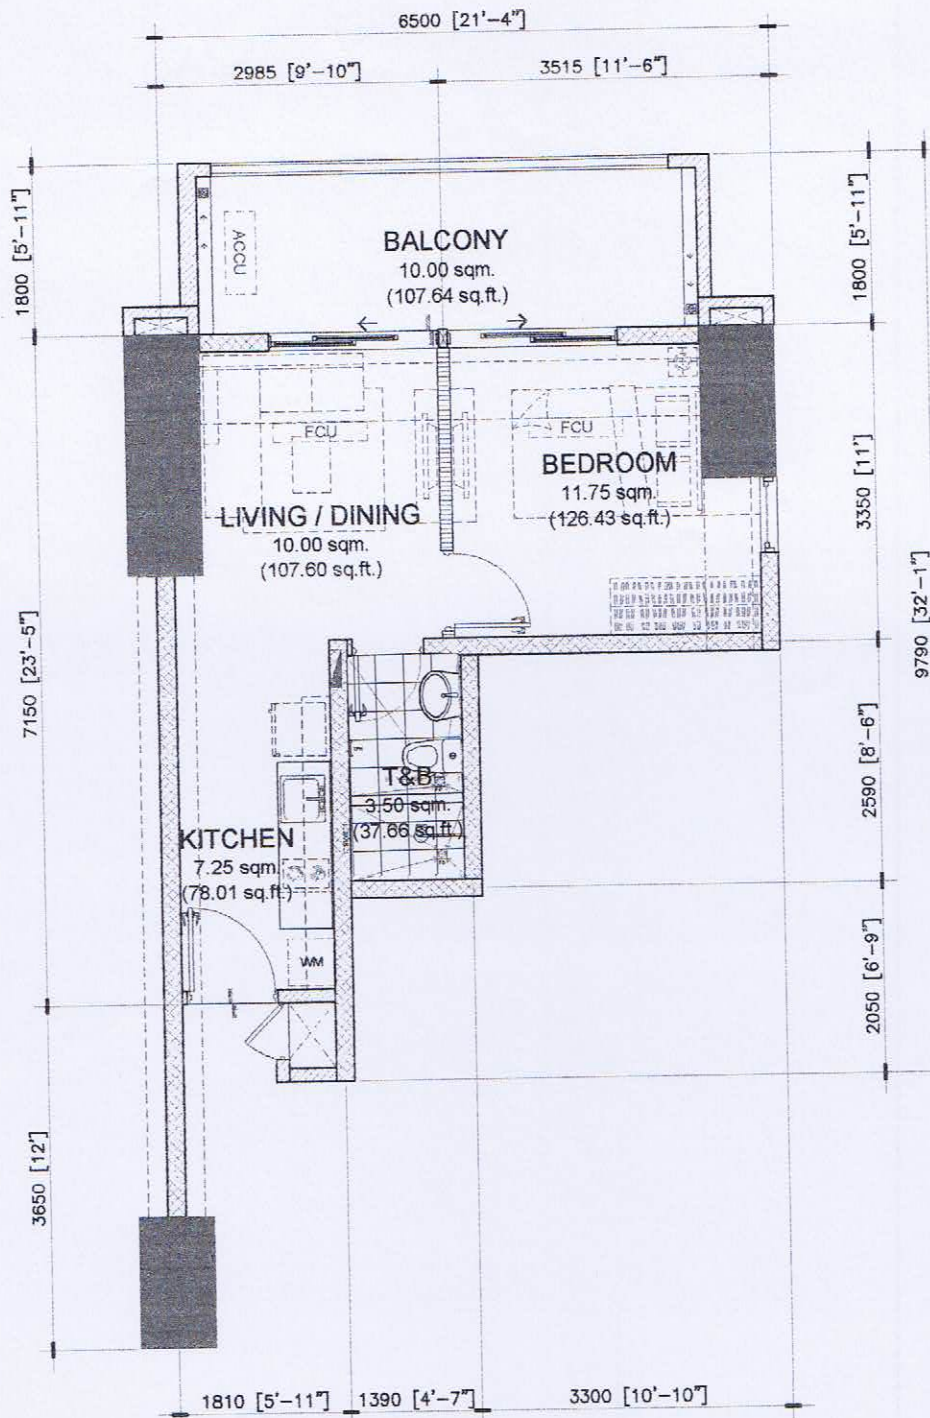 6500 [21'-4"]
2985 [9'-10"]
3515 [11'-6"]
1800 [5'-11"]
1800 [5'-11"]
ACCU
BALCONY
10.00 sqm.
(107.64 sq.ft.)
FCU
FCU
BEDROOM
11.75 sqm.
(126.43 sq.ft.)
LIVING / DINING
10.00 sqm.
(107.60 sq.ft.)
3350 [11']
9790 [32'-1"]
7150 [23'-5"]
T&B
3.50 sqm.
(37.66 sq.ft.)
2590 [8'-6"]
KITCHEN
7.25 sqm.
(78.01 sq.ft.)
WM
2050 [6'-9"]
3650 [12']
1810 [5'-11"]
1390 [4'-7"]
3300 [10'-10"]